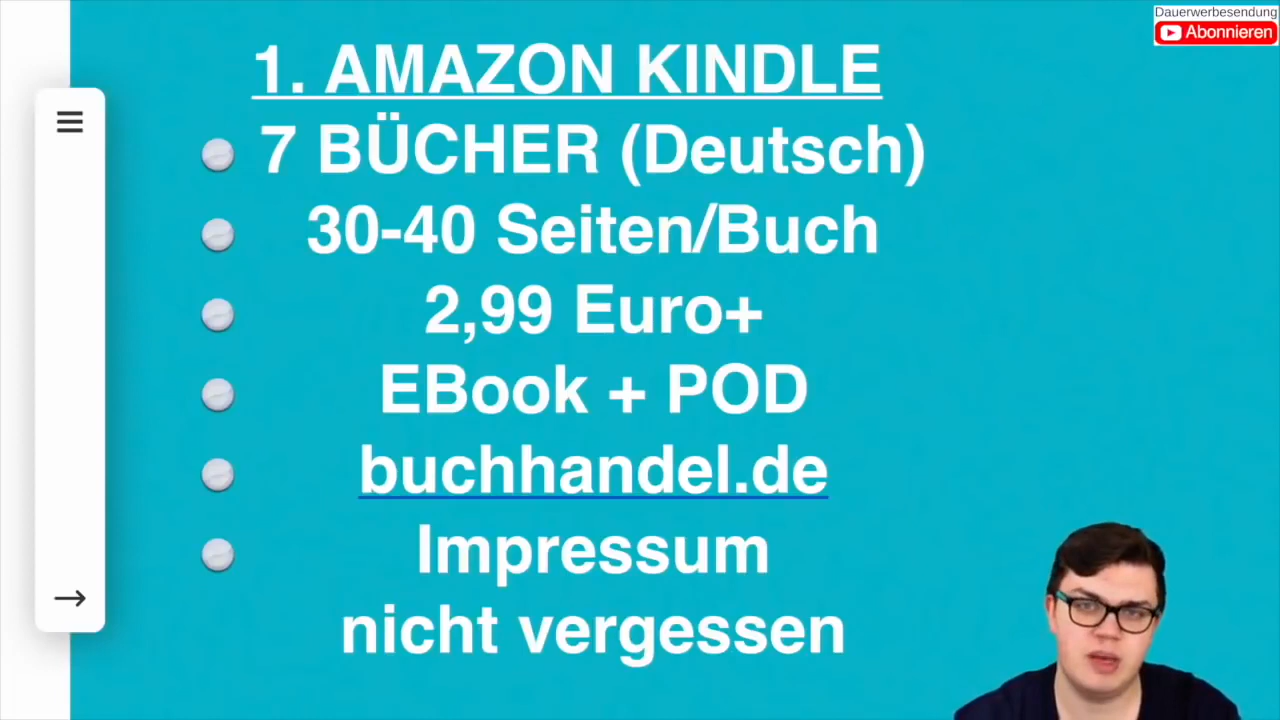 Dauerwerbesendung
Abonnieren
1. AMAZON KINDLE
7 BÜCHER (Deutsch)
30-40 Seiten/Buch
2,99 Euro+
EBook + POD
buchhandel.de
Impressum
nicht vergessen